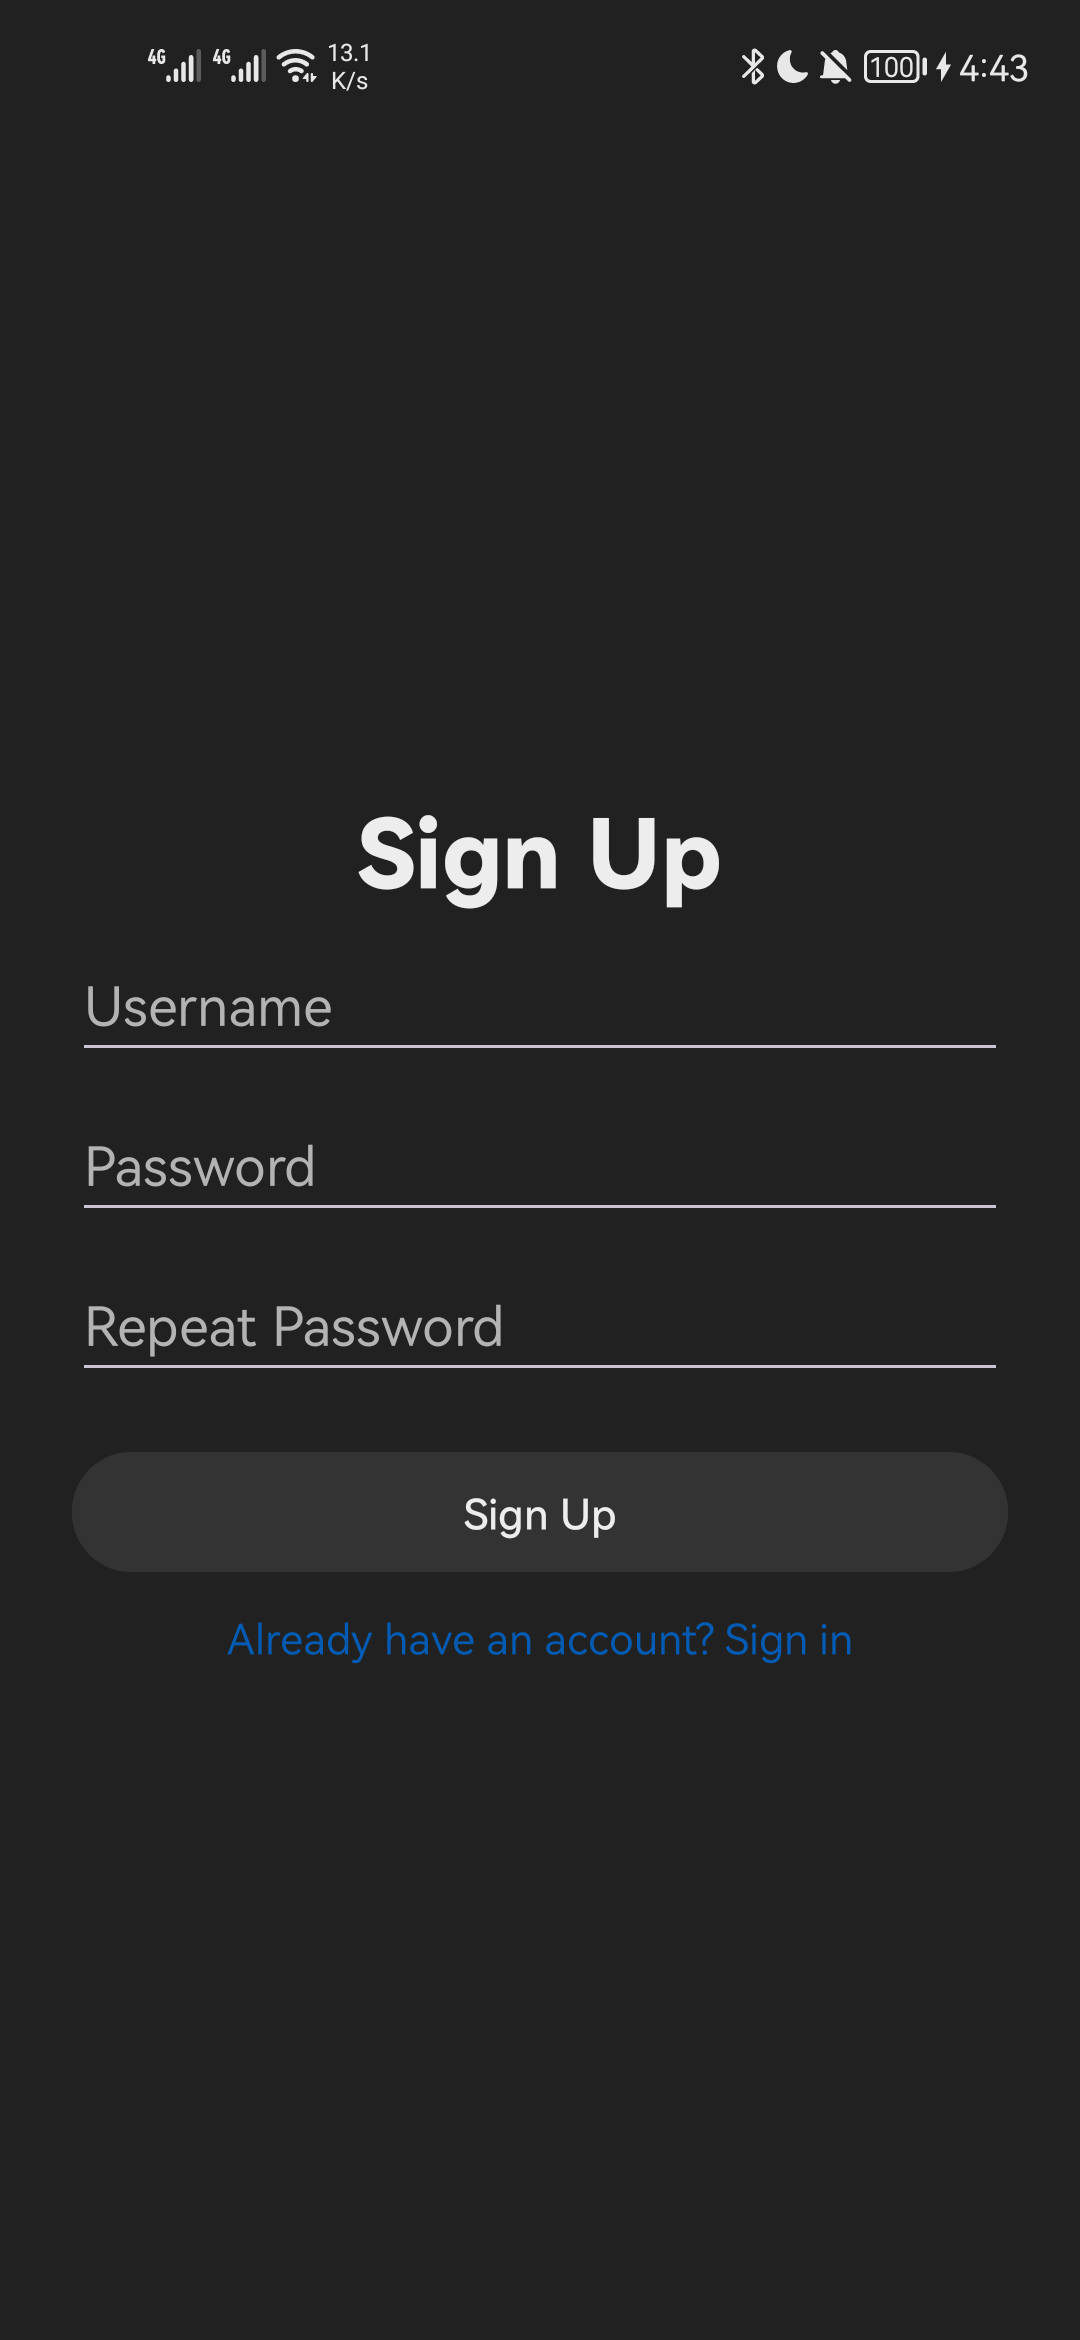 4G 4G 13.1 K/s 100 4:43
Sign Up
Username
Password
Repeat Password
Sign Up
Already have an account? Sign in